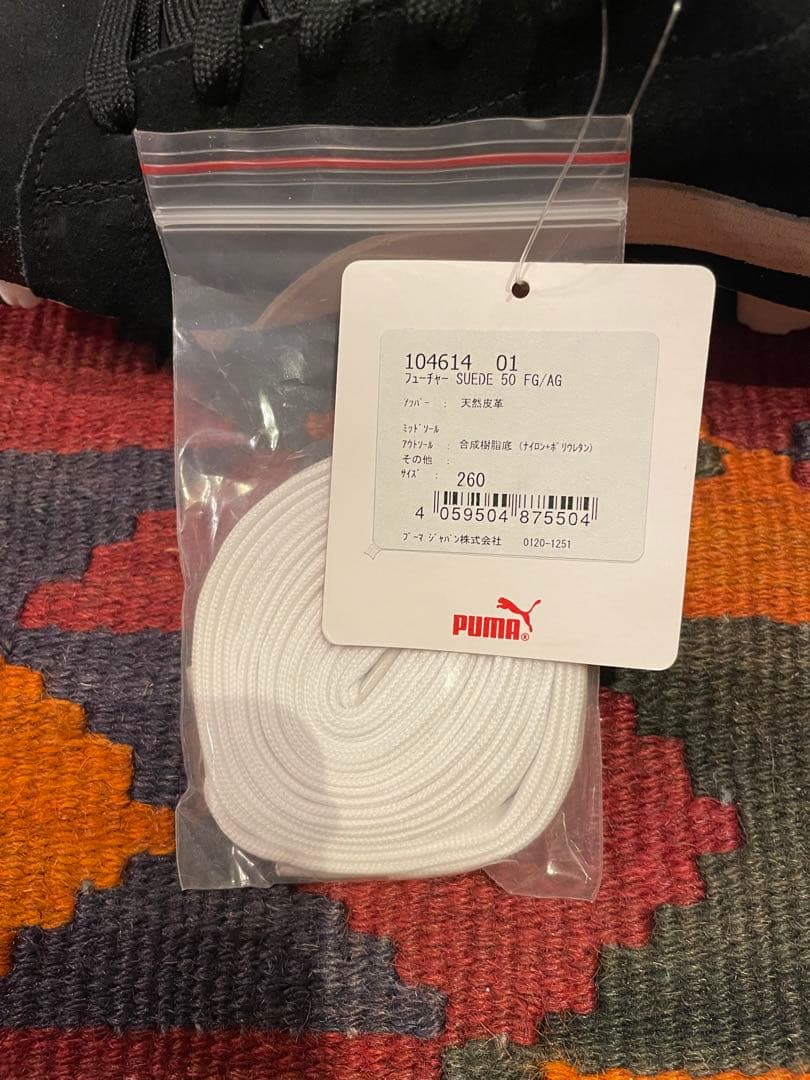 104614 01
フューチャー SUEDE 50 FG/AG
アッパー : 天然皮革
ミッドソール
アウトソール : 合成樹脂底 (ナイロン+ポリウレタン)
その他 :
サイズ : 260
4 059504 875504
プーマ ジャパン株式会社 0120-1251
PUMA®